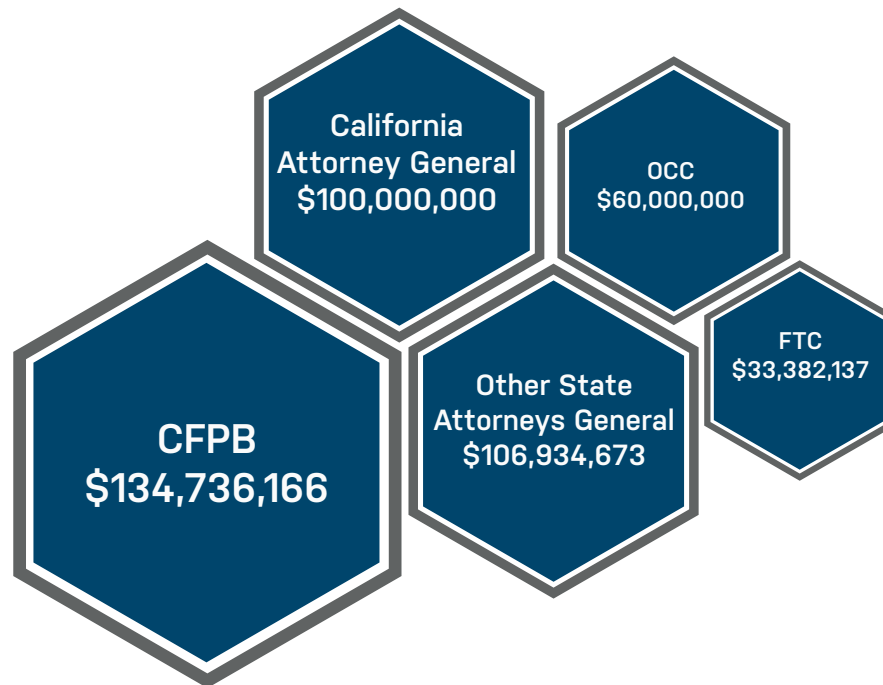 California
Attorney General
$100,000,000
OCC
$60,000,000
FTC
$33,382,137
Other State
Attorneys General
$106,934,673
CFPB
$134,736,166